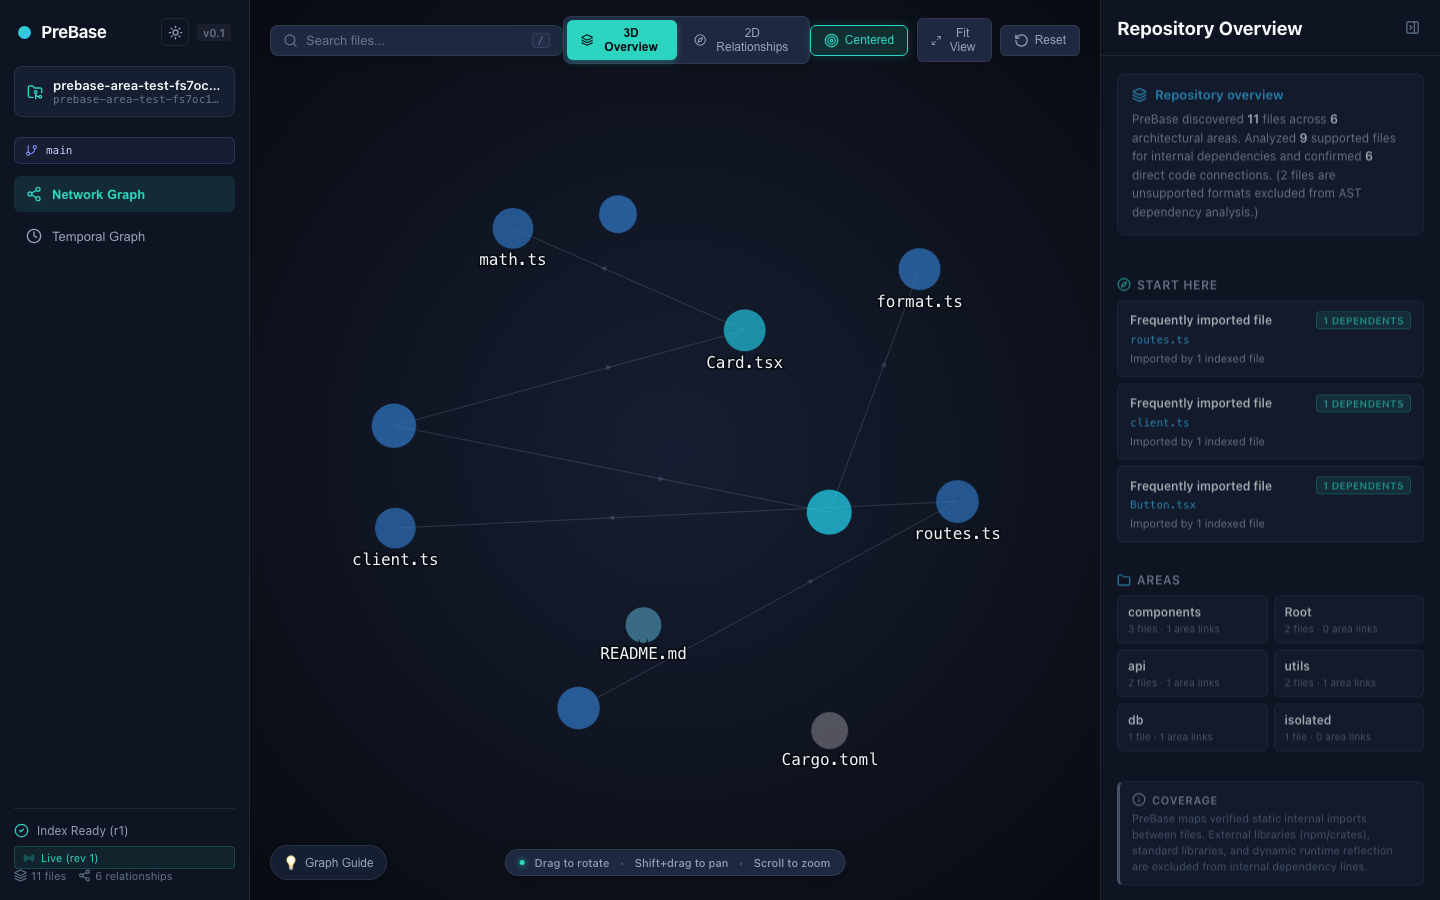 PreBase
v0.1
prebase-area-test-fs7oc...
prebase-area-test-fs7oc1...
main
Network Graph
Temporal Graph
Index Ready (r1)
Live (rev 1)
11 files
6 relationships
Search files...
/
3D
Overview
2D
Relationships
Centered
Fit
View
Reset
math.ts
format.ts
Card.tsx
client.ts
routes.ts
README.md
Cargo.toml
Graph Guide
Drag to rotate · Shift+drag to pan · Scroll to zoom
Repository Overview
Repository overview
PreBase discovered 11 files across 6
architectural areas. Analyzed 9 supported files
for internal dependencies and confirmed 6
direct code connections. (2 files are
unsupported formats excluded from AST
dependency analysis.)
START HERE
Frequently imported file
1 DEPENDENTS
routes.ts
Imported by 1 indexed file
Frequently imported file
1 DEPENDENTS
client.ts
Imported by 1 indexed file
Frequently imported file
1 DEPENDENTS
Button.tsx
Imported by 1 indexed file
AREAS
components
3 files · 1 area links
Root
2 files · 0 area links
api
2 files · 1 area links
utils
2 files · 1 area links
db
1 file · 1 area links
isolated
1 file · 0 area links
COVERAGE
PreBase maps verified static internal imports
between files. External libraries (npm/crates),
standard libraries, and dynamic runtime reflection
are excluded from internal dependency lines.